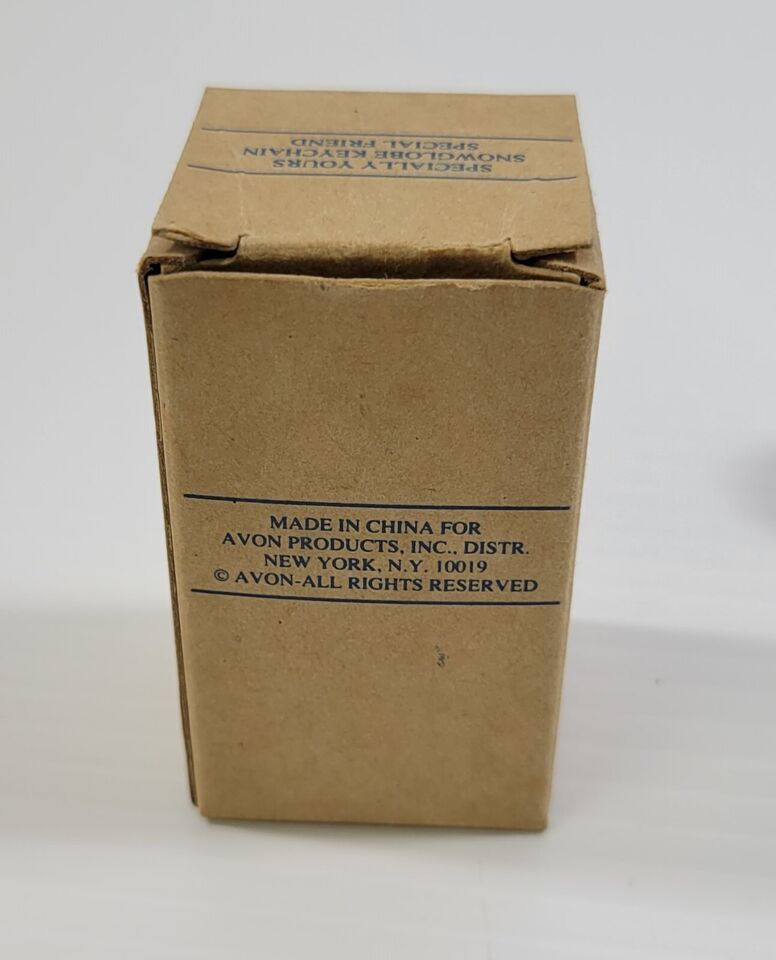 SPECIALLY YOURS
SNOWGLOBE KEYCHAIN
SPECIAL FRIEND
MADE IN CHINA FOR
AVON PRODUCTS, INC., DISTR.
NEW YORK, N.Y. 10019
© AVON-ALL RIGHTS RESERVED